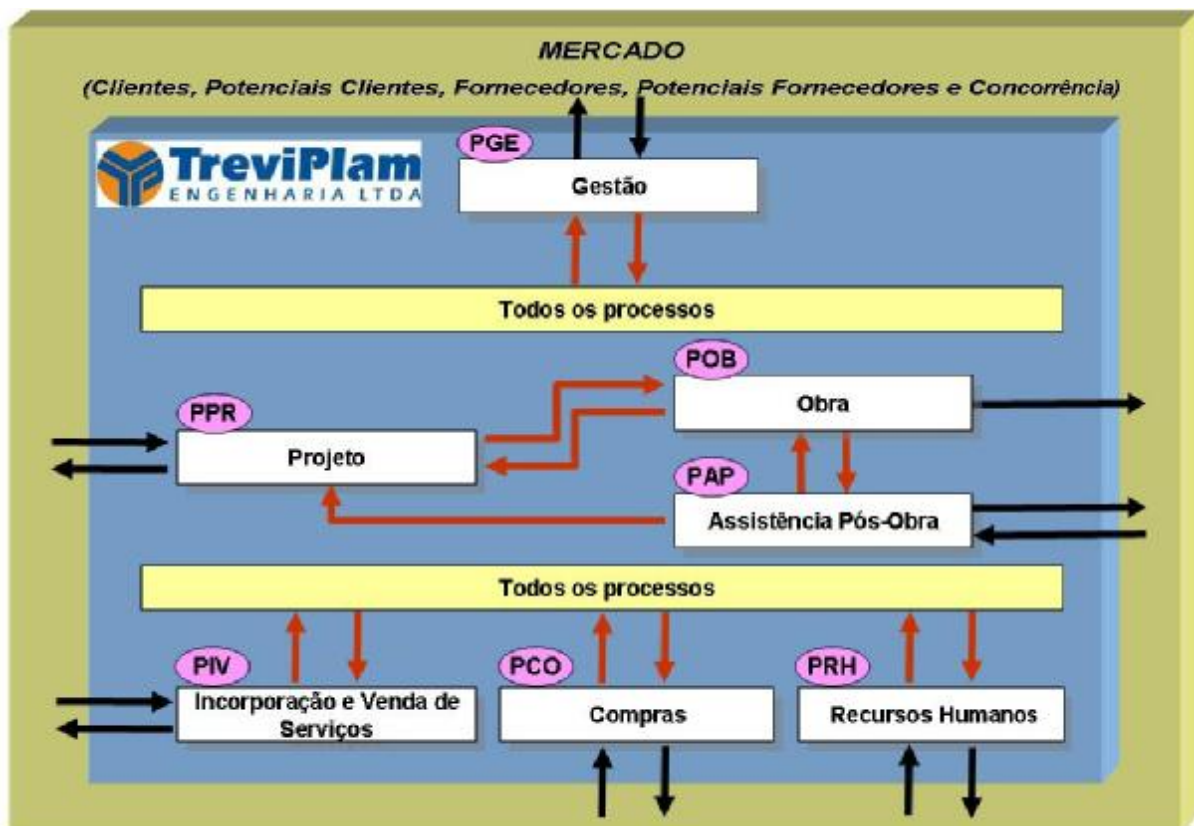 MERCADO
(Clientes, Potenciais Clientes, Fornecedores, Potenciais Fornecedores e Concorrência)
TreviPlam
ENGENHARIA LTDA
PGE
Gestão
Todos os processos
POB
Obra
PPR
Projeto
PAP
Assistência Pós-Obra
Todos os processos
PIV
Incorporação e Venda de
Serviços
PCO
Compras
PRH
Recursos Humanos